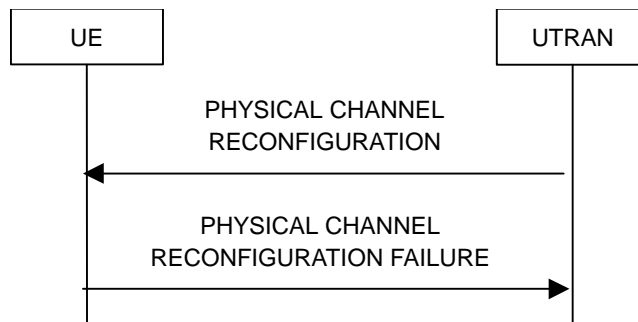 UE
UTRAN
PHYSICAL CHANNEL
RECONFIGURATION
PHYSICAL CHANNEL
RECONFIGURATION FAILURE